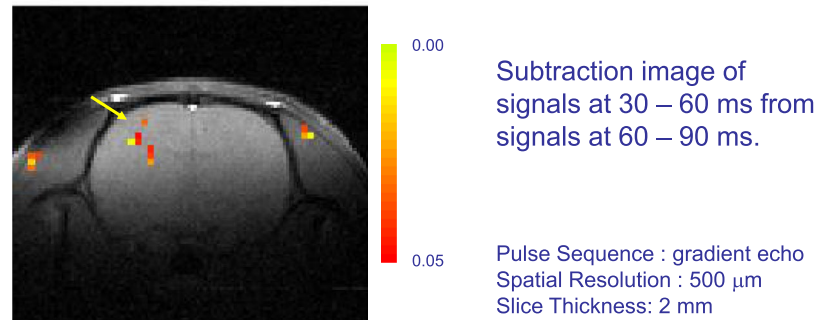 0.00
0.05
Subtraction image of
signals at 30 – 60 ms from
signals at 60 – 90 ms.
Pulse Sequence : gradient echo
Spatial Resolution : 500 μm
Slice Thickness: 2 mm